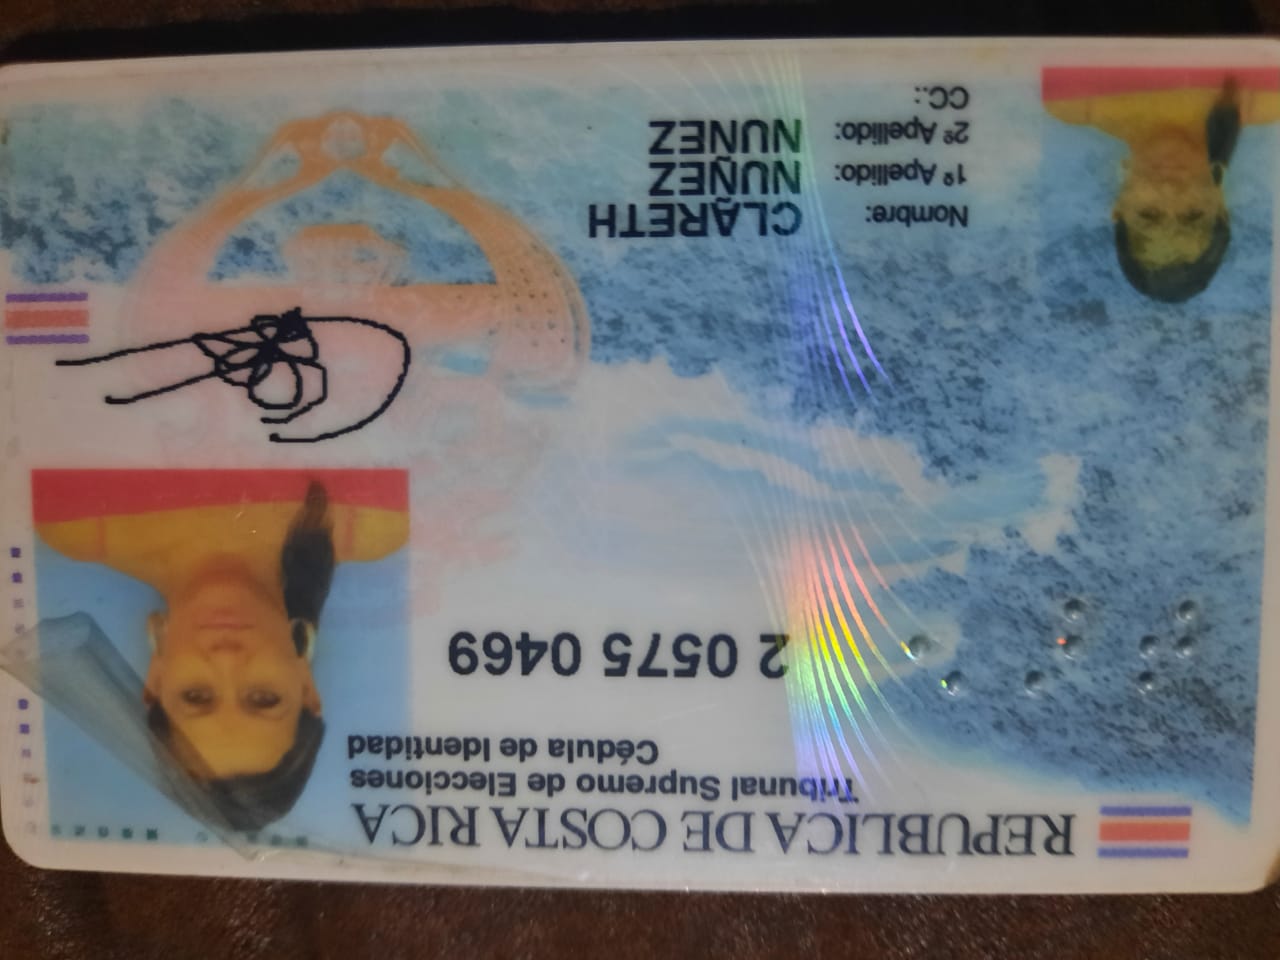 REPUBLICA DE COSTA RICA
Tribunal Supremo de Elecciones
Cédula de Identidad
2 0575 0469
Nombre: CLARETH
1º Apellido: NUÑEZ
2º Apellido: NUÑEZ
CC.: